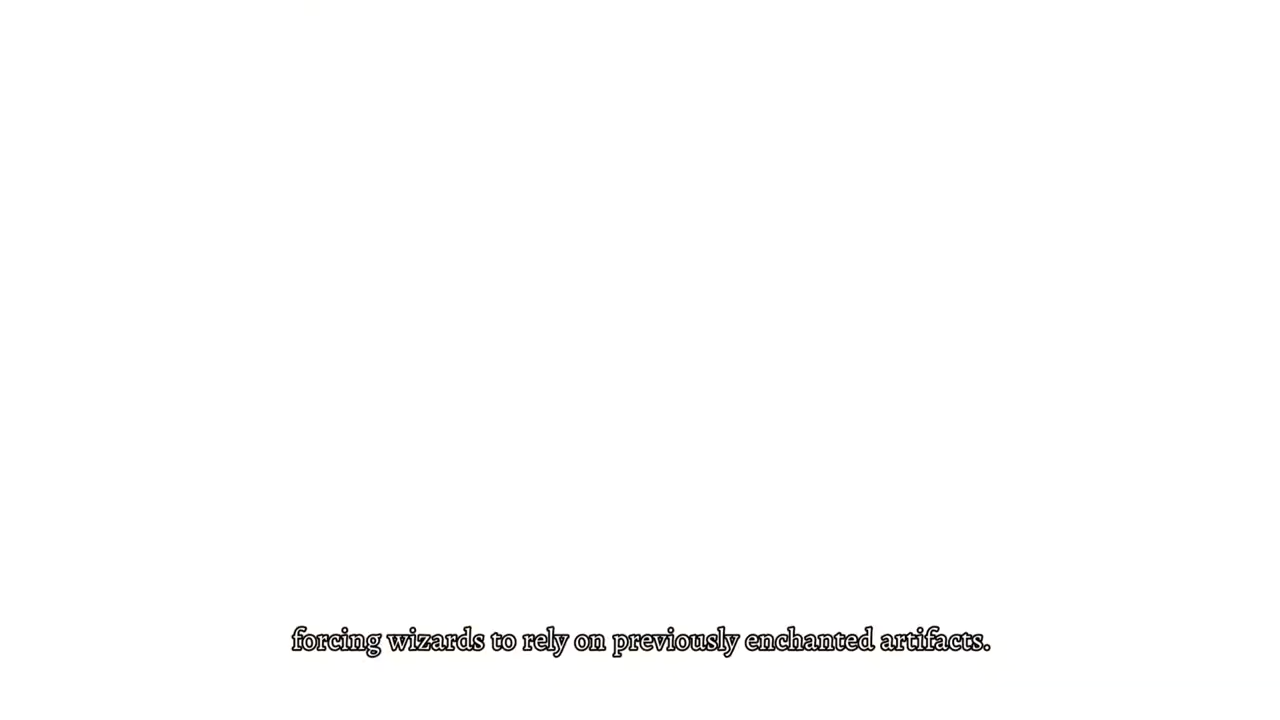 forcing wizards to rely on previously enchanted artifacts.